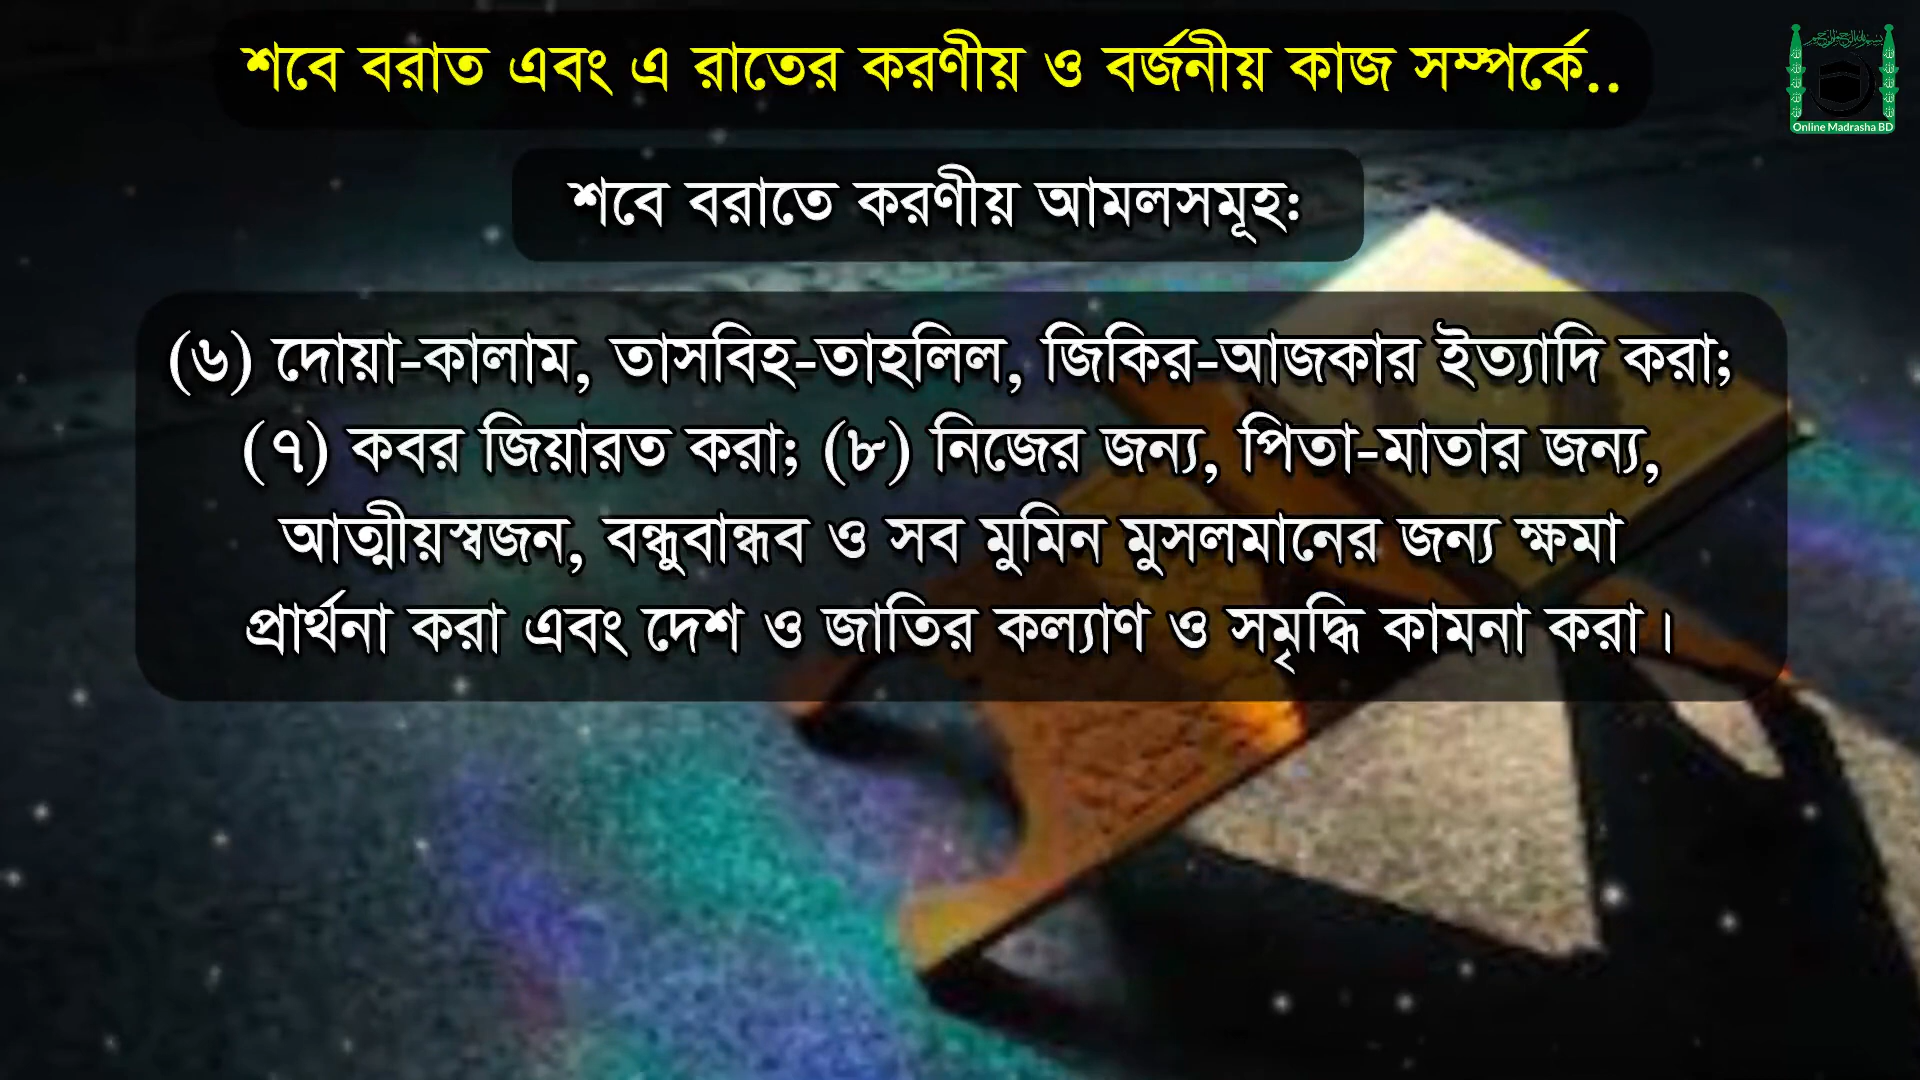 শবে বরাত এবং এ রাতের করণীয় ও বর্জনীয় কাজ সম্পর্কে..
Online Madrasha BD
শবে বরাতে করণীয় আমলসমূহঃ
(৬) দোয়া-কালাম, তাসবিহ-তাহলিল, জিকির-আজকার ইত্যাদি করা;
(৭) কবর জিয়ারত করা; (৮) নিজের জন্য, পিতা-মাতার জন্য,
আত্মীয়স্বজন, বন্ধুবান্ধব ও সব মুমিন মুসলমানের জন্য ক্ষমা
প্রার্থনা করা এবং দেশ ও জাতির কল্যাণ ও সমৃদ্ধি কামনা করা।